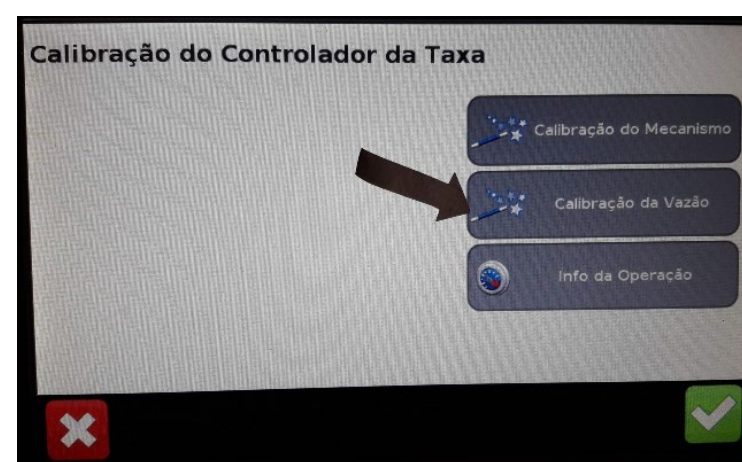 Calibração do Controlador da Taxa
Calibração do Mecanismo
Calibração da Vazão
Info da Operação